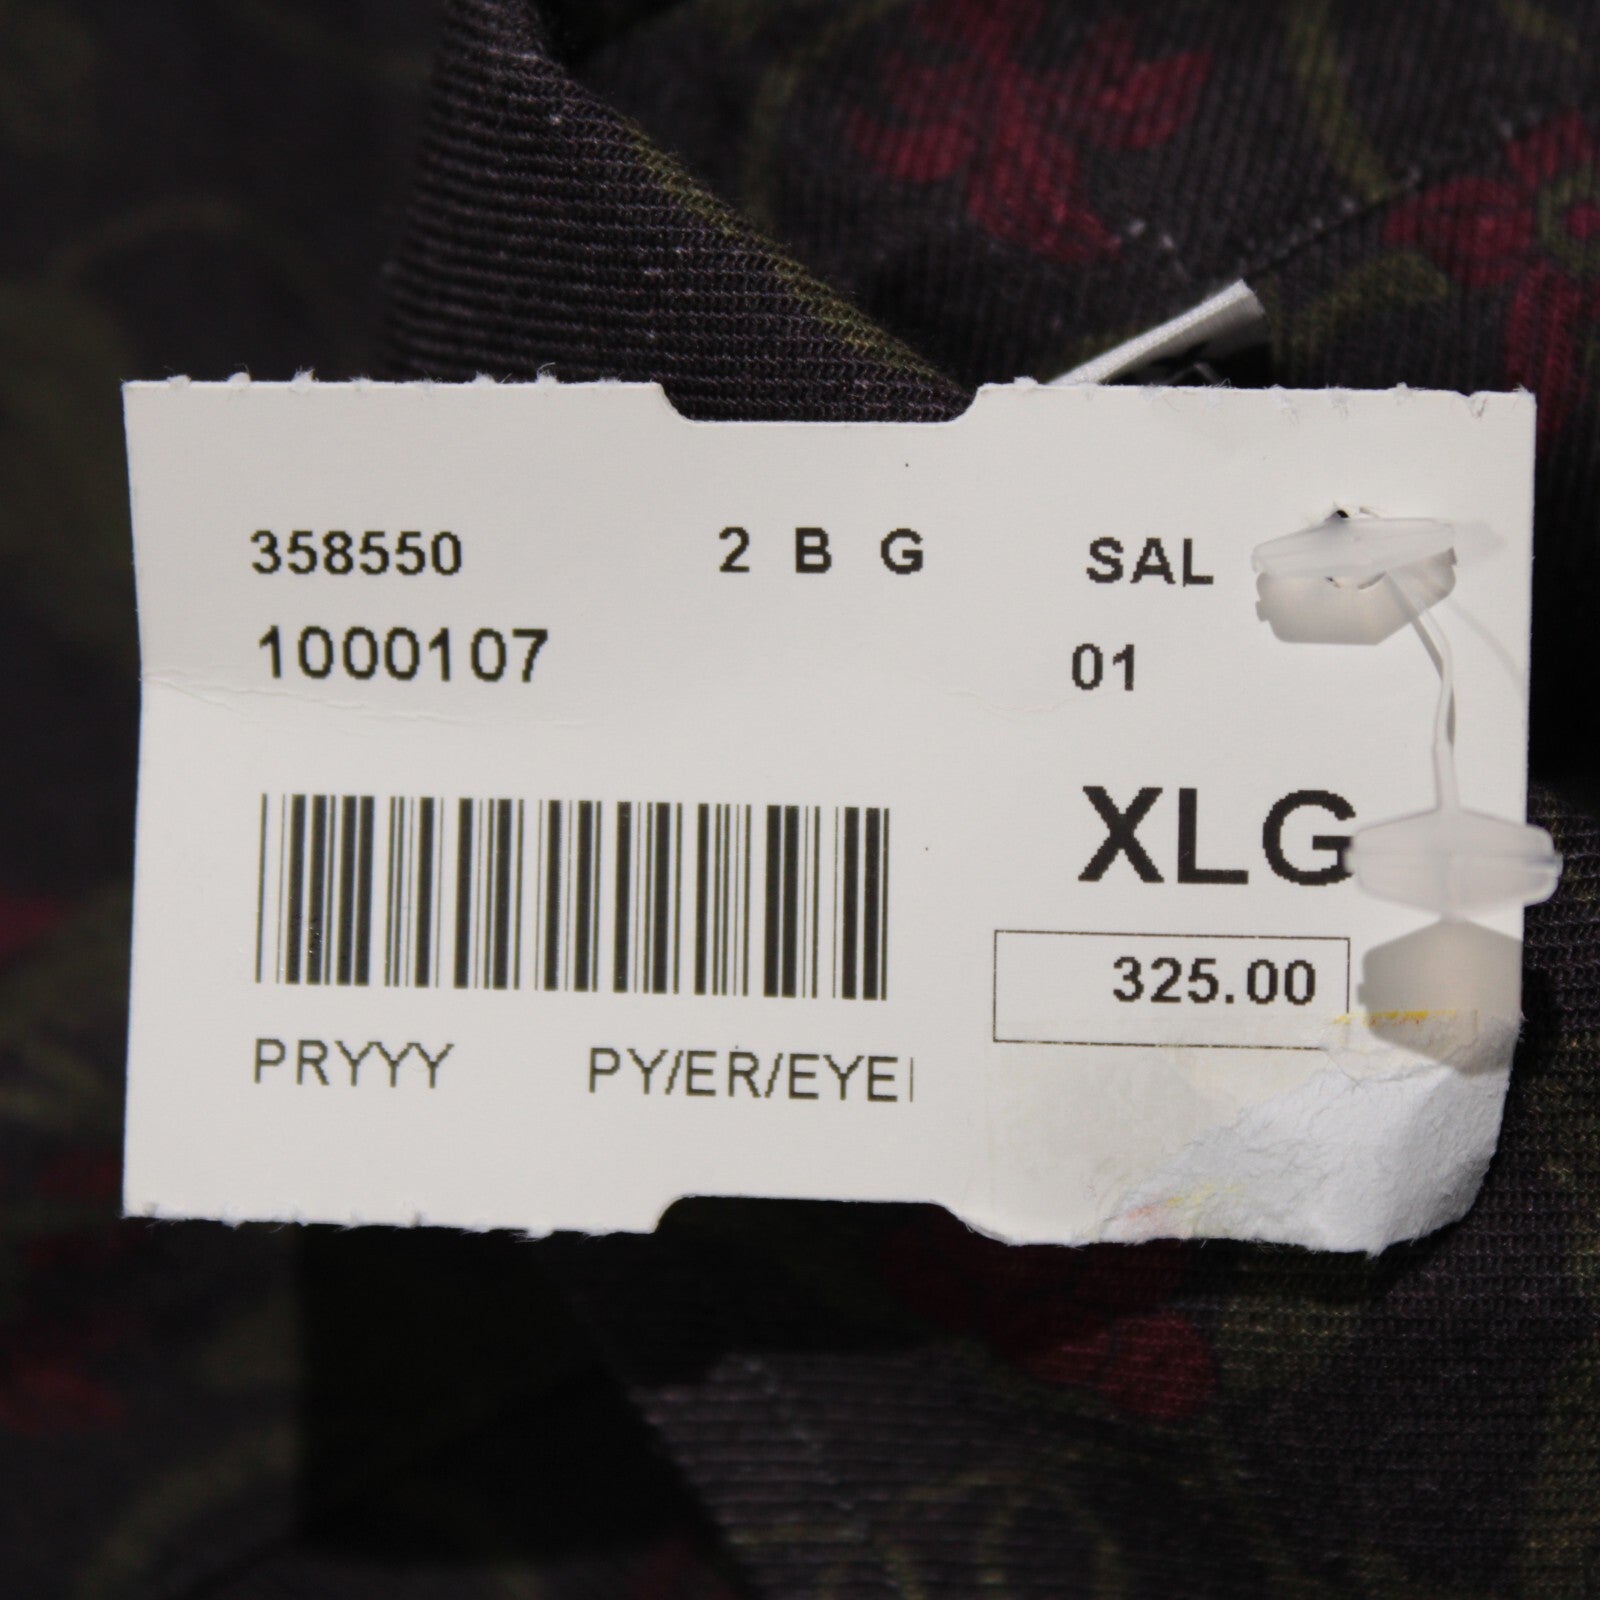 358550 2 B G SAL
1000107 01
XLG
325.00
PRYYY PY/ER/EYE